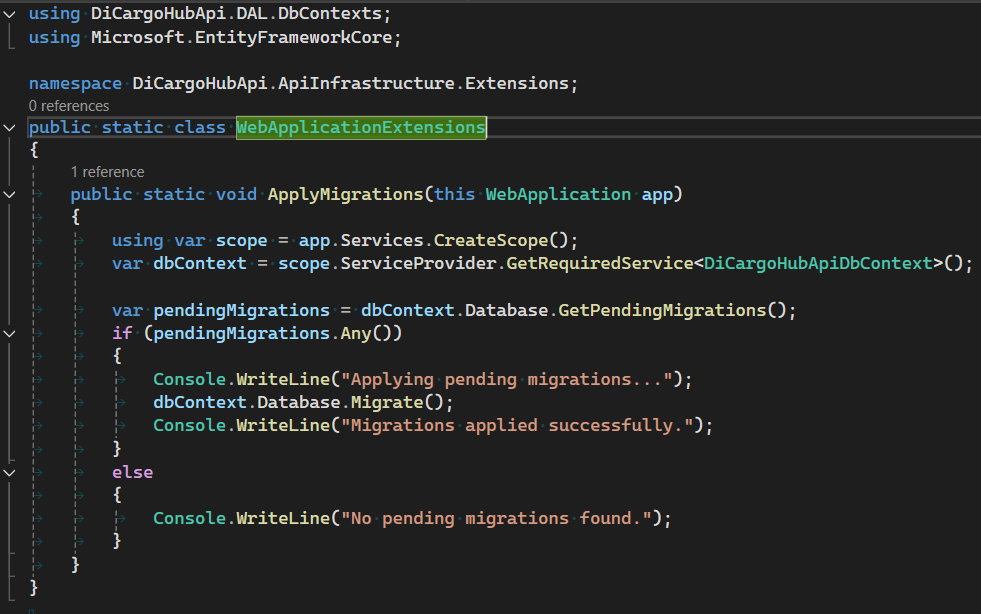 using DiCargoHubApi.DAL.DbContexts;
using Microsoft.EntityFrameworkCore;
namespace DiCargoHubApi.ApiInfrastructure.Extensions;
0 references
public static class WebApplicationExtensions
{
1 reference
public static void ApplyMigrations(this WebApplication app)
{
using var scope = app.Services.CreateScope();
var dbContext = scope.ServiceProvider.GetRequiredService<DiCargoHubApiDbContext>();
var pendingMigrations = dbContext.Database.GetPendingMigrations();
if (pendingMigrations.Any())
{
Console.WriteLine("Applying pending migrations...");
dbContext.Database.Migrate();
Console.WriteLine("Migrations applied successfully.");
}
else
{
Console.WriteLine("No pending migrations found.");
}
}
}